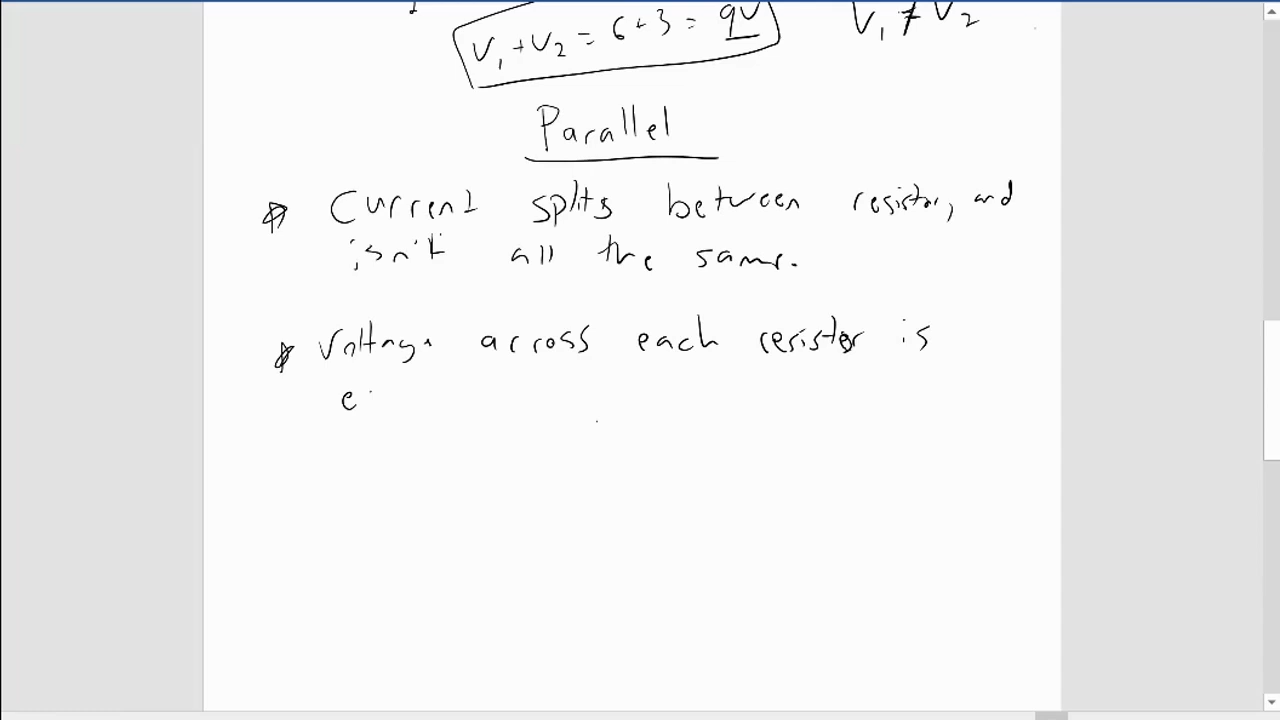 V₁ + V₂ = 6 + 3 = 9V V₁ ≠ V₂
Parallel
* Current splits between resistor, and
isn't all the same.
* Voltage across each resistor is
e